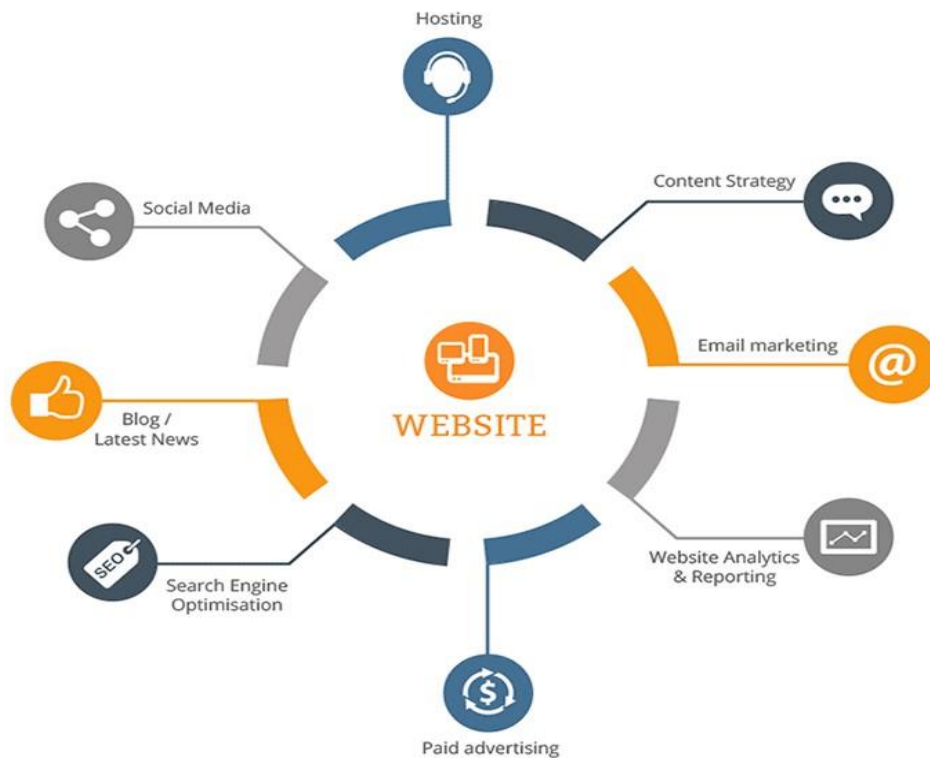 Hosting
Content Strategy
Social Media
Email marketing
@
WEBSITE
Blog /
Latest News
SEO
Website Analytics
& Reporting
Search Engine
Optimisation
$
Paid advertising